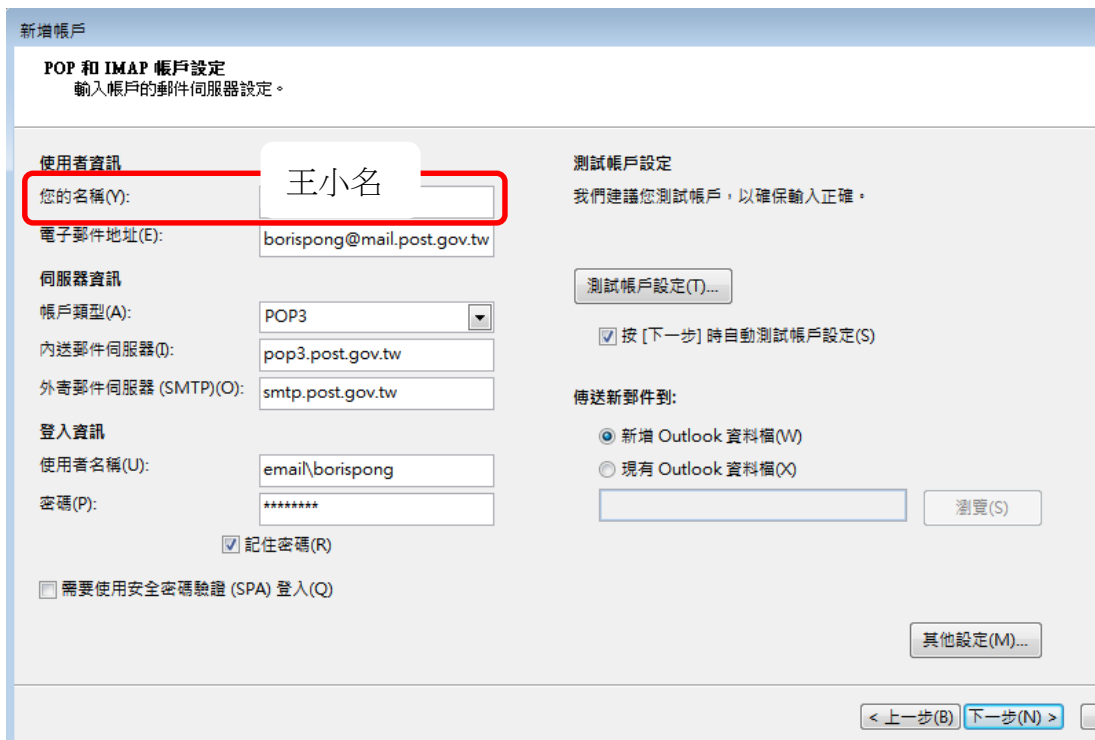 新增帳戶
POP 和 IMAP 帳戶設定
輸入帳戶的郵件伺服器設定。
使用者資訊
您的名稱(Y):
王小名
電子郵件地址(E):
borispong@mail.post.gov.tw
伺服器資訊
帳戶類型(A):
POP3
內送郵件伺服器(I):
pop3.post.gov.tw
外寄郵件伺服器 (SMTP)(O):
smtp.post.gov.tw
登入資訊
使用者名稱(U):
email\borispong
密碼(P):
********
記住密碼(R)
需要使用安全密碼驗證 (SPA) 登入(Q)
測試帳戶設定
我們建議您測試帳戶，以確保輸入正確。
測試帳戶設定(T)...
按 [下一步] 時自動測試帳戶設定(S)
傳送新郵件到:
新增 Outlook 資料檔(W)
現有 Outlook 資料檔(X)
瀏覽(S)
其他設定(M)...
< 上一步(B)
下一步(N) >